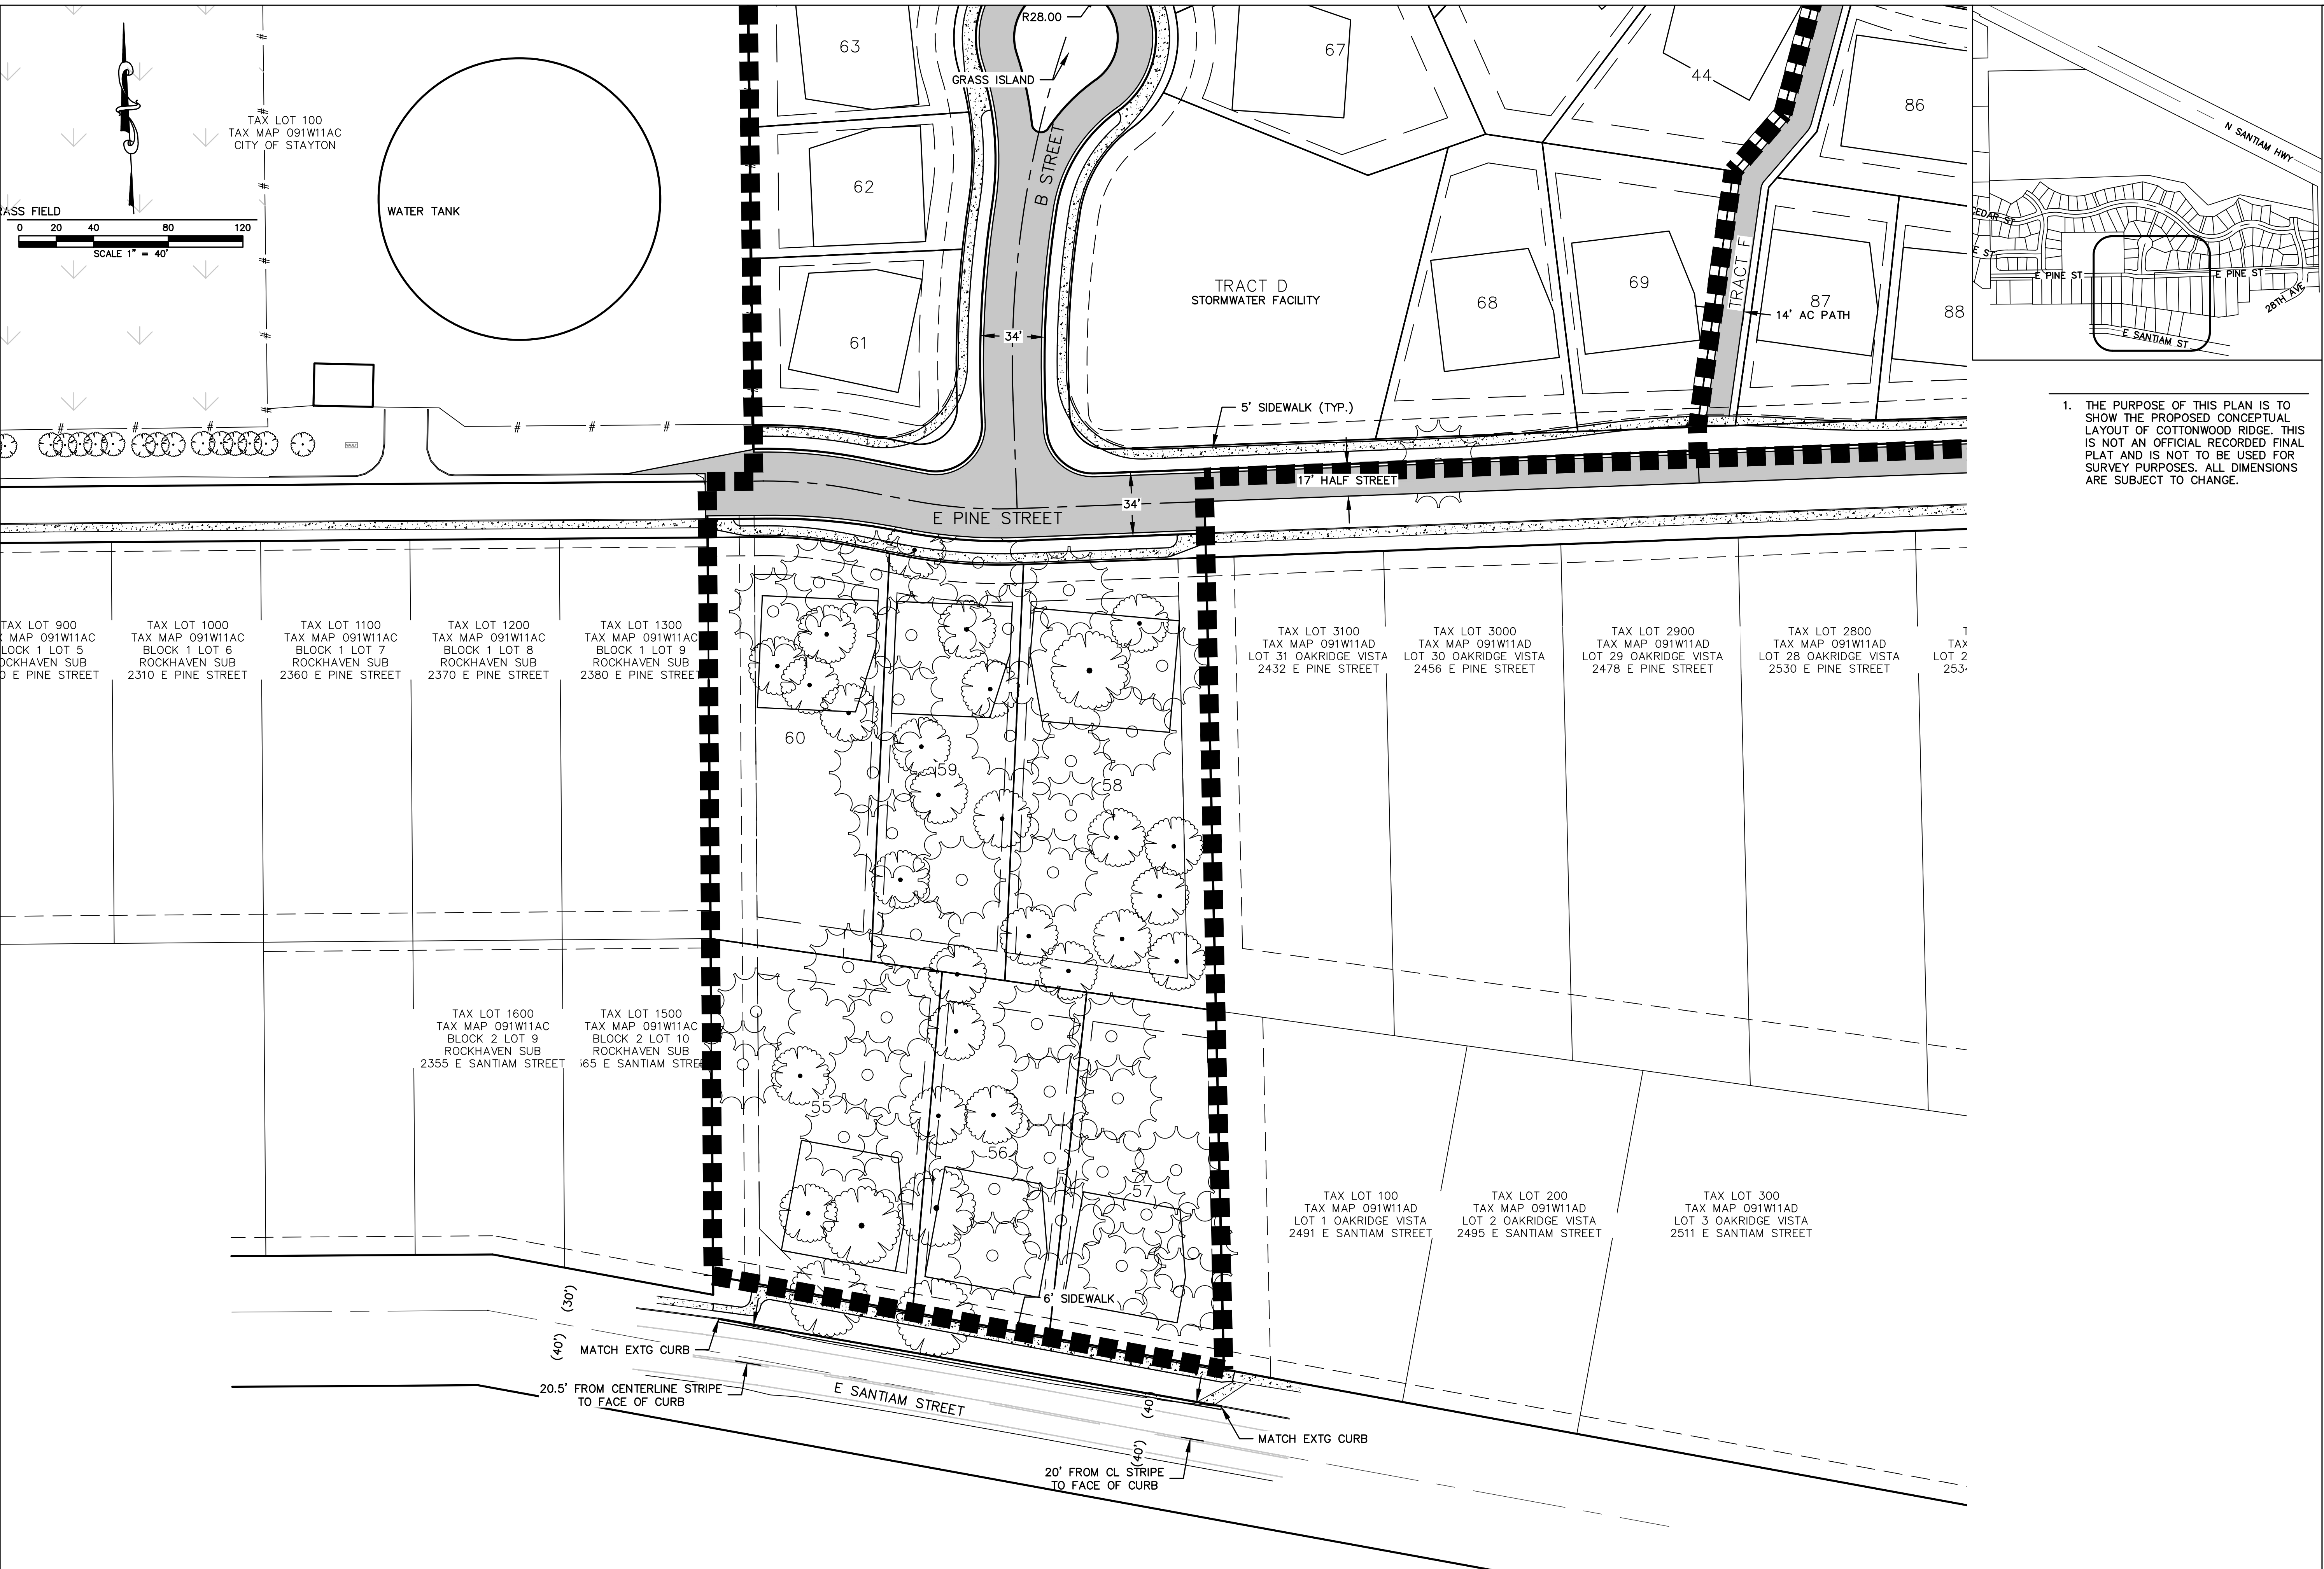 R28.00
GRASS ISLAND
63
67
44
86
TAX LOT 100
TAX MAP 091W11AC
CITY OF STAYTON
B STREET
62
WATER TANK
0 20 40 80 120
SCALE 1" = 40'
TRACT D
STORMWATER FACILITY
68
69
TRACT F
87
88
14' AC PATH
61
34'
5' SIDEWALK (TYP.)
VAULT
17' HALF STREET
34'
E PINE STREET
N SANTIAM HWY
E PINE ST
E PINE ST
28TH AVE
E SANTIAM ST
1. THE PURPOSE OF THIS PLAN IS TO
SHOW THE PROPOSED CONCEPTUAL
LAYOUT OF COTTONWOOD RIDGE. THIS
IS NOT AN OFFICIAL RECORDED FINAL
PLAT AND IS NOT TO BE USED FOR
SURVEY PURPOSES. ALL DIMENSIONS
ARE SUBJECT TO CHANGE.
TAX LOT 900
MAP 091W11AC
LOT 5
SUB
E PINE STREET
TAX LOT 1000
TAX MAP 091W11AC
BLOCK 1 LOT 6
ROCKHAVEN SUB
2310 E PINE STREET
TAX LOT 1100
TAX MAP 091W11AC
BLOCK 1 LOT 7
ROCKHAVEN SUB
2360 E PINE STREET
TAX LOT 1200
TAX MAP 091W11AC
BLOCK 1 LOT 8
ROCKHAVEN SUB
2370 E PINE STREET
TAX LOT 1300
TAX MAP 091W11AC
BLOCK 1 LOT 9
ROCKHAVEN SUB
2380 E PINE STREET
TAX LOT 3100
TAX MAP 091W11AD
LOT 31 OAKRIDGE VISTA
2432 E PINE STREET
TAX LOT 3000
TAX MAP 091W11AD
LOT 30 OAKRIDGE VISTA
2456 E PINE STREET
TAX LOT 2900
TAX MAP 091W11AD
LOT 29 OAKRIDGE VISTA
2478 E PINE STREET
TAX LOT 2800
TAX MAP 091W11AD
LOT 28 OAKRIDGE VISTA
2530 E PINE STREET
60
59
58
TAX LOT 1600
TAX MAP 091W11AC
BLOCK 2 LOT 9
ROCKHAVEN SUB
2355 E SANTIAM STREET
TAX LOT 1500
TAX MAP 091W11AC
BLOCK 2 LOT 10
ROCKHAVEN SUB
E SANTIAM STREET
55
56
57
TAX LOT 100
TAX MAP 091W11AD
LOT 1 OAKRIDGE VISTA
2491 E SANTIAM STREET
TAX LOT 200
TAX MAP 091W11AD
LOT 2 OAKRIDGE VISTA
2495 E SANTIAM STREET
TAX LOT 300
TAX MAP 091W11AD
LOT 3 OAKRIDGE VISTA
2511 E SANTIAM STREET
6' SIDEWALK
(30')
(40')
MATCH EXTG CURB
20.5' FROM CENTERLINE STRIPE
TO FACE OF CURB
E SANTIAM STREET
(40')
(40')
MATCH EXTG CURB
20' FROM CL STRIPE
TO FACE OF CURB